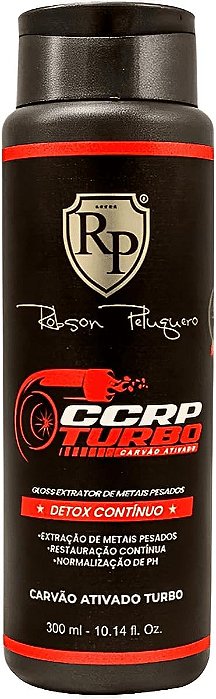 RP
®
Robson Peluquero
CCRP
TURBO
CARVÃO ATIVADO
GLOSS EXTRATOR DE METAIS PESADOS
★ DETOX CONTÍNUO ★
•EXTRAÇÃO DE METAIS PESADOS
•RESTAURAÇÃO CONTÍNUA
•NORMALIZAÇÃO DE PH
CARVÃO ATIVADO TURBO
300 ml - 10.14 fl. Oz.